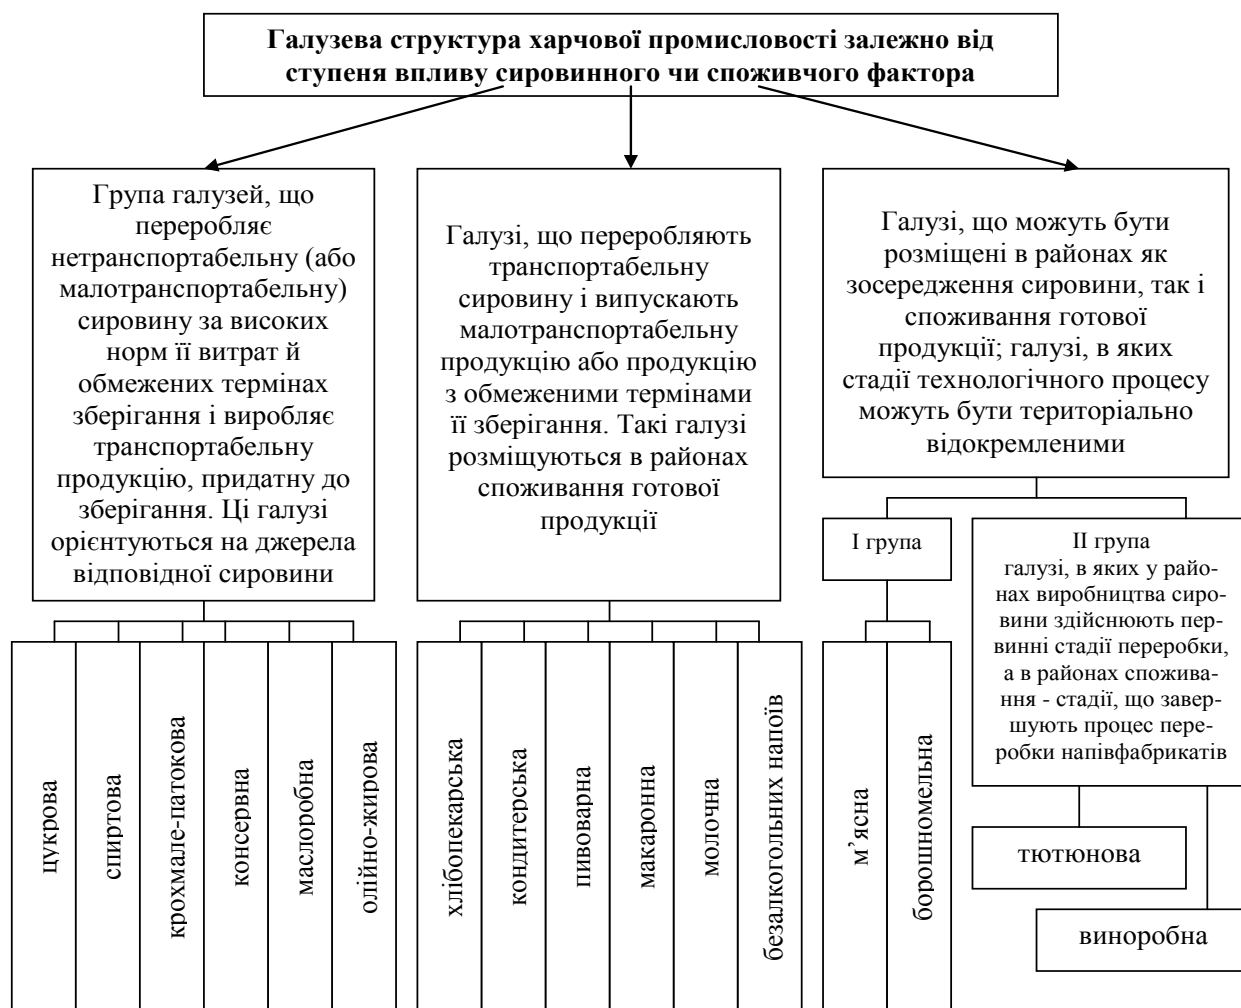 Галузева структура харчової промисловості залежно від
ступеня впливу сировинного чи споживчого фактора
Група галузей, що
переробляє
нетранспортабельну (або
малотранспортабельну)
сировину за високих
норм її витрат й
обмежених термінах
зберігання і виробляє
транспортабельну
продукцію, придатну до
зберігання. Ці галузі
орієнтуються на джерела
відповідної сировини
Галузі, що переробляють
транспортабельну
сировину і випускають
малотранспортабельну
продукцію або продукцію
з обмеженими термінами
її зберігання. Такі галузі
розміщуються в районах
споживання готової
продукції
Галузі, що можуть бути
розміщені в районах як
зосередження сировини, так і
споживання готової
продукції; галузі, в яких
стадії технологічного процесу
можуть бути територіально
відокремленими
І група
ІІ група
галузі, в яких у райо-
нах виробництва сиро-
вини здійснюють пер-
винні стадії переробки,
а в районах спожива-
ння - стадії, що завер-
шують процес пере-
робки напівфабрикатів
цукрова
спиртова
крохмале-патокова
консервна
маслоробна
олійно-жирова
хлібопекарська
кондитерська
пивоварна
макаронна
молочна
безалкогольних напоїв
м’ясна
борошномельна
тютюнова
виноробна